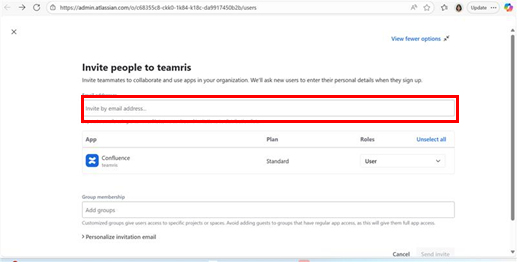 https://admin.atlassian.com/o/c68355c8-ckk0-1k84-k18c-da9917450b2b/users
Update
View fewer options
Invite people to teamris
Invite teammates to collaborate and use apps in your organization. We'll ask new users to enter their personal details when they sign up.
Invite by email address..
App Plan Roles Unselect all
Confluence
teamris
Standard
User
Group membership
Add groups
Customized groups give users access to specific projects or spaces. Avoid adding guests to groups that have regular app access, as this will give them full app access.
Personalize invitation email
Cancel Send invite